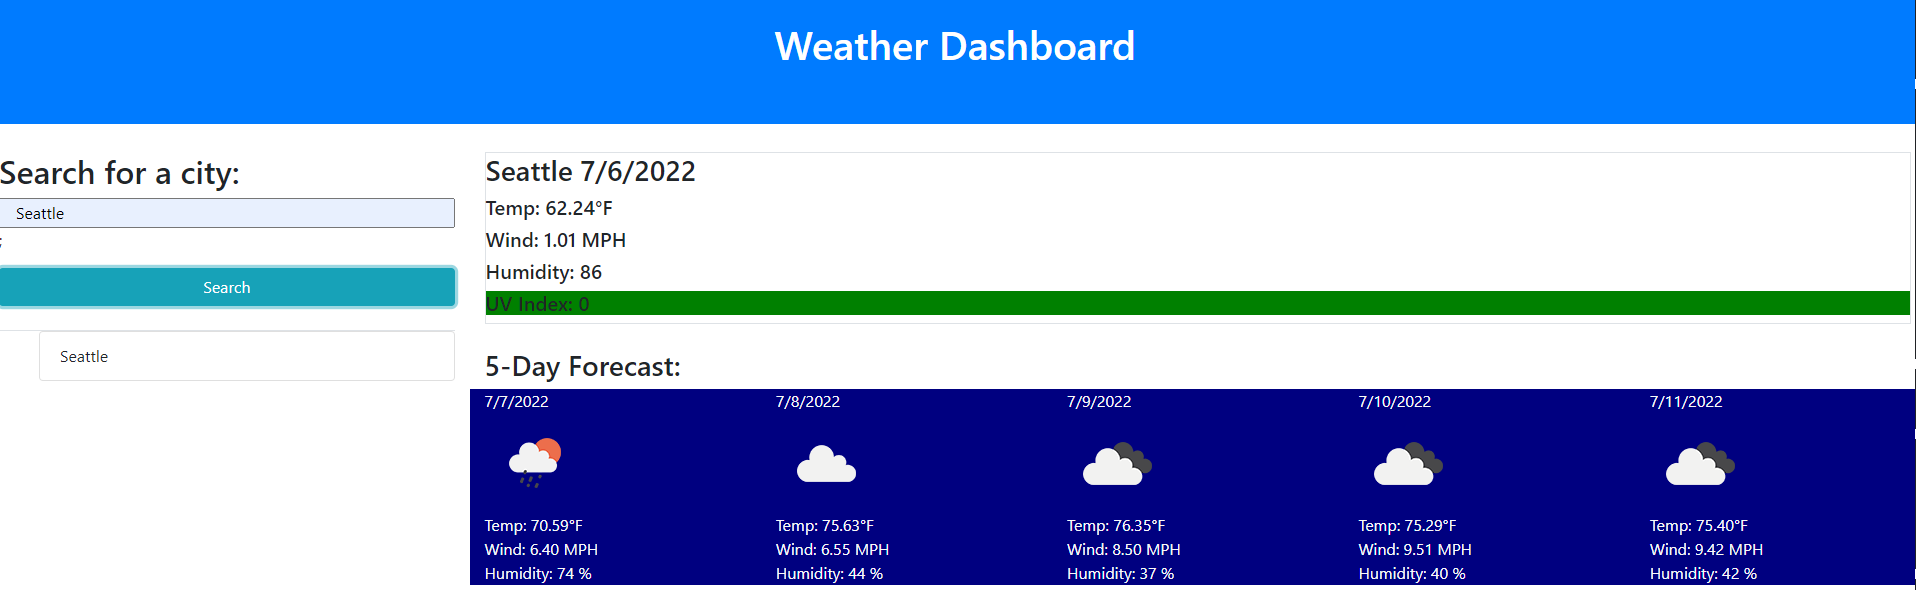 Weather Dashboard
Search for a city:
Seattle
;
Search
Seattle
Seattle 7/6/2022
Temp: 62.24°F
Wind: 1.01 MPH
Humidity: 86
UV Index: 0
5-Day Forecast:
7/7/2022
Temp: 70.59°F
Wind: 6.40 MPH
Humidity: 74 %
7/8/2022
Temp: 75.63°F
Wind: 6.55 MPH
Humidity: 44 %
7/9/2022
Temp: 76.35°F
Wind: 8.50 MPH
Humidity: 37 %
7/10/2022
Temp: 75.29°F
Wind: 9.51 MPH
Humidity: 40 %
7/11/2022
Temp: 75.40°F
Wind: 9.42 MPH
Humidity: 42 %